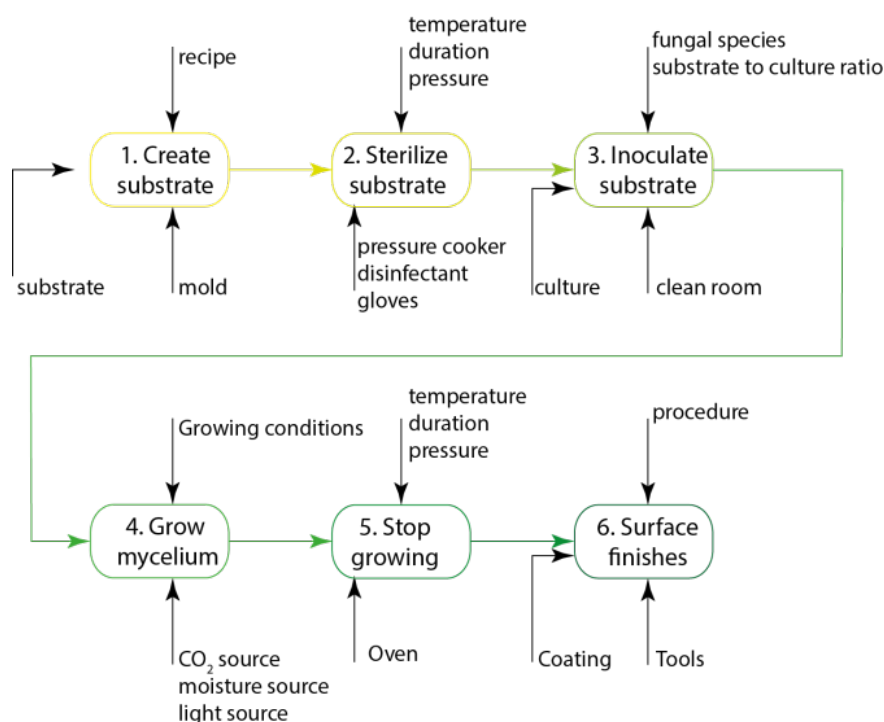 recipe
temperature
duration
pressure
fungal species
substrate to culture ratio
1. Create
substrate
2. Sterilize
substrate
3. Inoculate
substrate
substrate
mold
pressure cooker
disinfectant
gloves
culture
clean room
Growing conditions
temperature
duration
pressure
procedure
4. Grow
mycelium
5. Stop
growing
6. Surface
finishes
CO₂ source
moisture source
light source
Oven
Coating
Tools